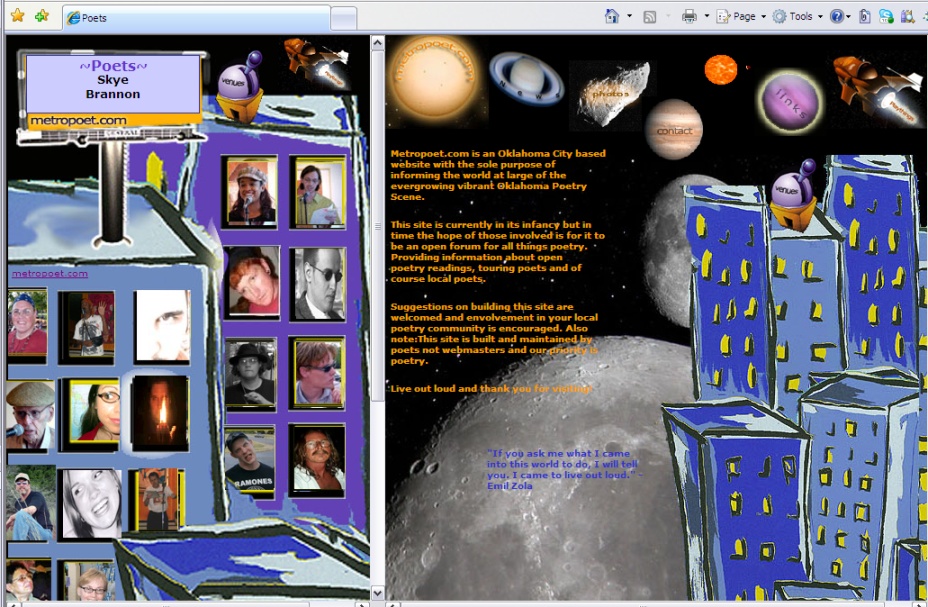 Poets
Page
Tools
~Poets~
Skye
Brannon
metropoet.com
venues
metropoet.com
RAMONES
metropoet.com
news
photos
contact
links
venues
Metropoet.com is an Oklahoma City based
website with the sole purpose of
informing the world at large of the
evergrowing vibrant Oklahoma Poetry
Scene.
This site is currently in its infancy but in
time the hope of those involved is for it to
be an open forum for all things poetry.
Providing information about open
poetry readings, touring poets and of
course local poets.
Suggestions on building this site are
welcomed and envolvement in your local
poetry community is encouraged. Also
note:This site is built and maintained by
poets not webmasters and our priority is
poetry.
Live out loud and thank you for visiting!
"If you ask me what I came
into this world to do, I will tell
you. I came to live out loud." -
Emil Zola